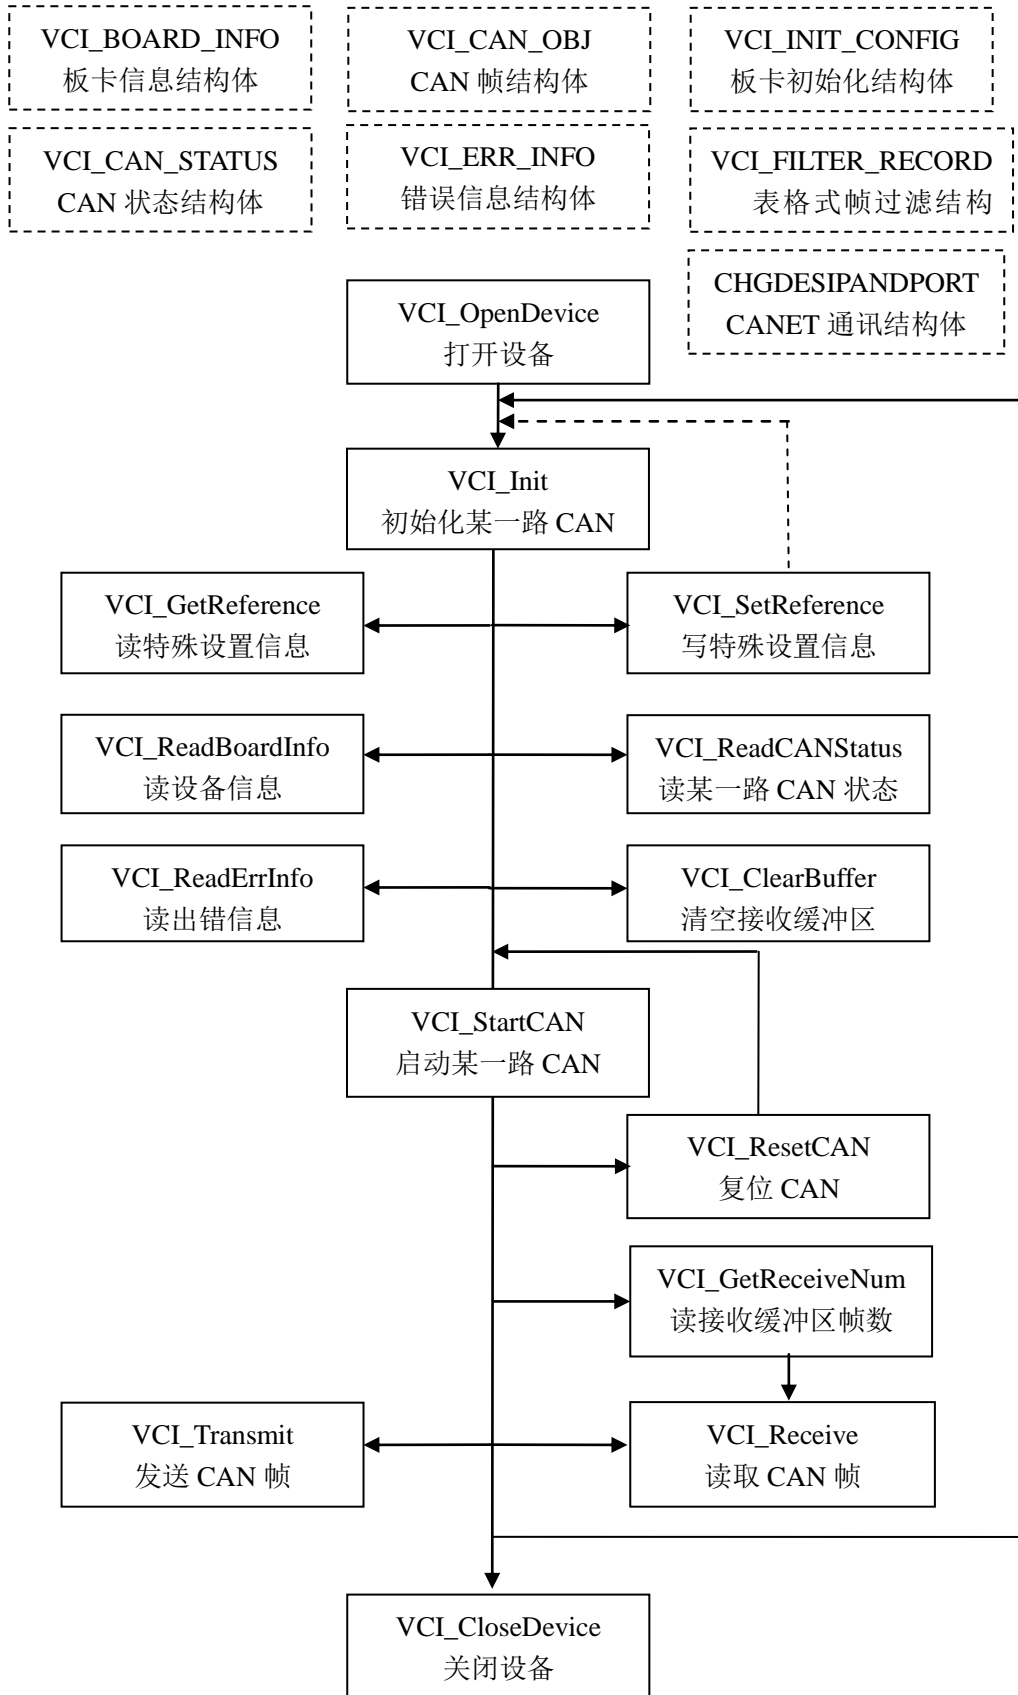 VCI_BOARD_INFO
板卡信息结构体
VCI_CAN_OBJ
CAN 帧结构体
VCI_INIT_CONFIG
板卡初始化结构体
VCI_CAN_STATUS
CAN 状态结构体
VCI_ERR_INFO
错误信息结构体
VCI_FILTER_RECORD
表格式帧过滤结构
CHGDESIPANDPORT
CANET 通讯结构体
VCI_OpenDevice
打开设备
VCI_Init
初始化某一路 CAN
VCI_GetReference
读特殊设置信息
VCI_SetReference
写特殊设置信息
VCI_ReadBoardInfo
读设备信息
VCI_ReadCANStatus
读某一路 CAN 状态
VCI_ReadErrInfo
读出错信息
VCI_ClearBuffer
清空接收缓冲区
VCI_StartCAN
启动某一路 CAN
VCI_ResetCAN
复位 CAN
VCI_GetReceiveNum
读接收缓冲区帧数
VCI_Transmit
发送 CAN 帧
VCI_Receive
读取 CAN 帧
VCI_CloseDevice
关闭设备